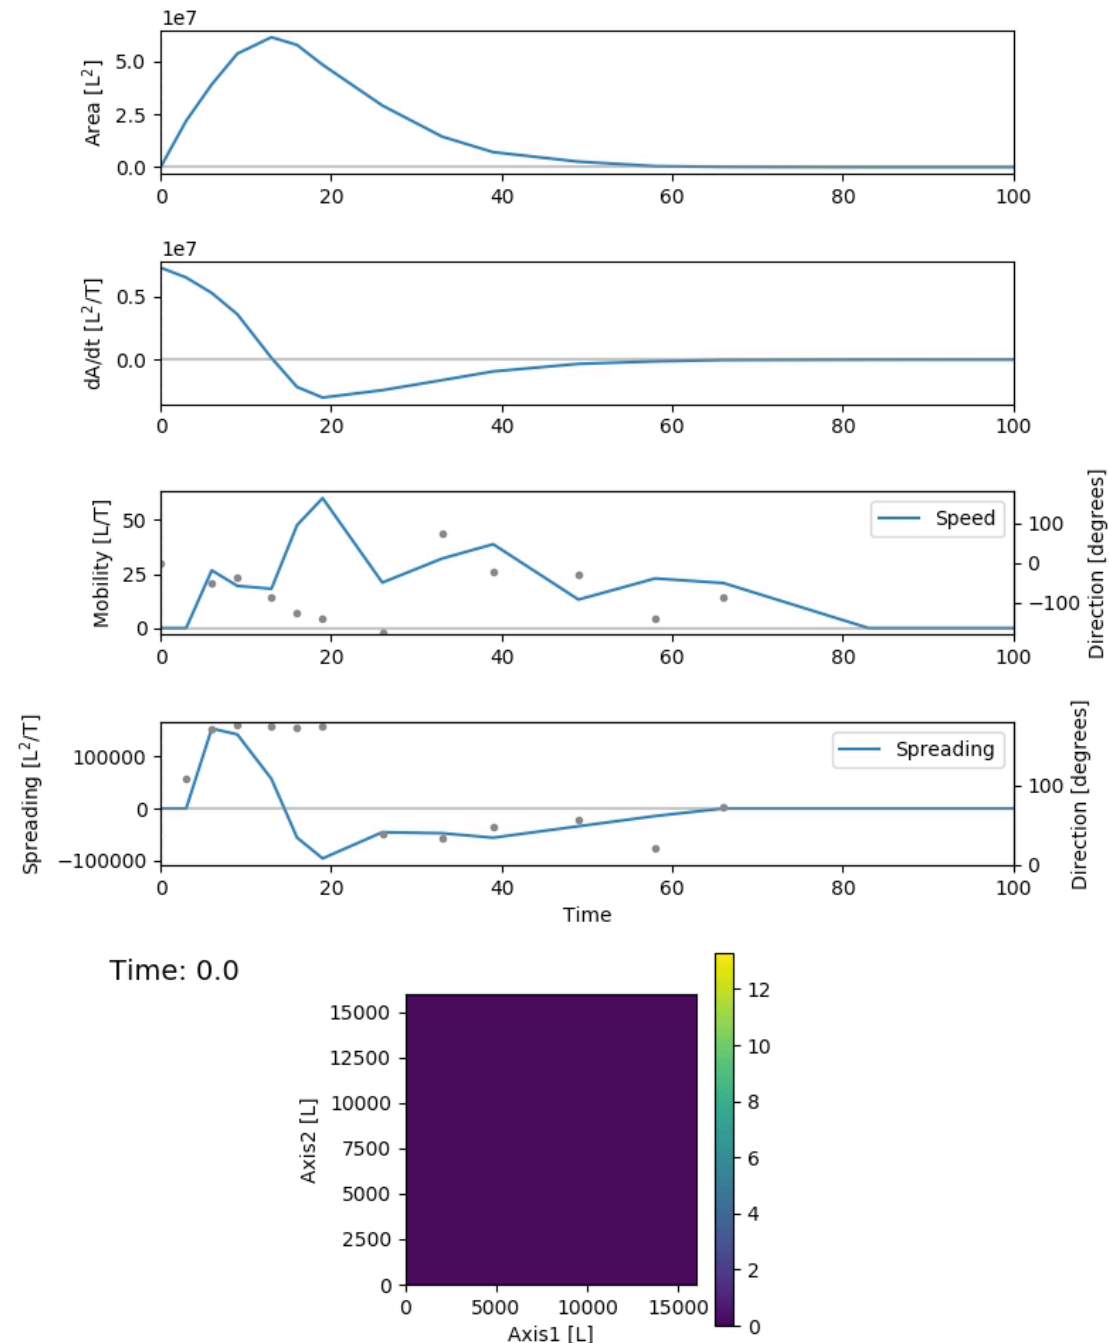 1e7
Area [L²]
5.0
2.5
0.0
0 20 40 60 80 100
1e7
dA/dt [L²/T]
0.5
0.0
0 20 40 60 80 100
Mobility [L/T]
50
25
0
Speed
100
0
−100
Direction [degrees]
0 20 40 60 80 100
Spreading [L²/T]
100000
0
−100000
Spreading
100
0
Direction [degrees]
0 20 40 60 80 100
Time
Time: 0.0
Axis2 [L]
15000
12500
10000
7500
5000
2500
0
0 5000 10000 15000
Axis1 [L]
12
10
8
6
4
2
0